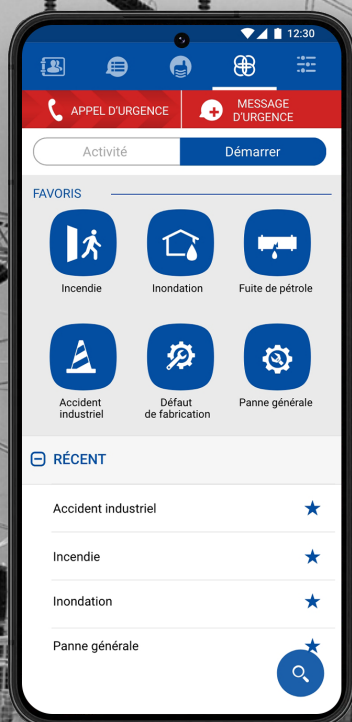 12:30
APPEL D'URGENCE
MESSAGE
D'URGENCE
Activité
Démarrer
FAVORIS
Incendie
Inondation
Fuite de pétrole
Accident
industriel
Défaut
de fabrication
Panne générale
RÉCENT
Accident industriel
Incendie
Inondation
Panne générale